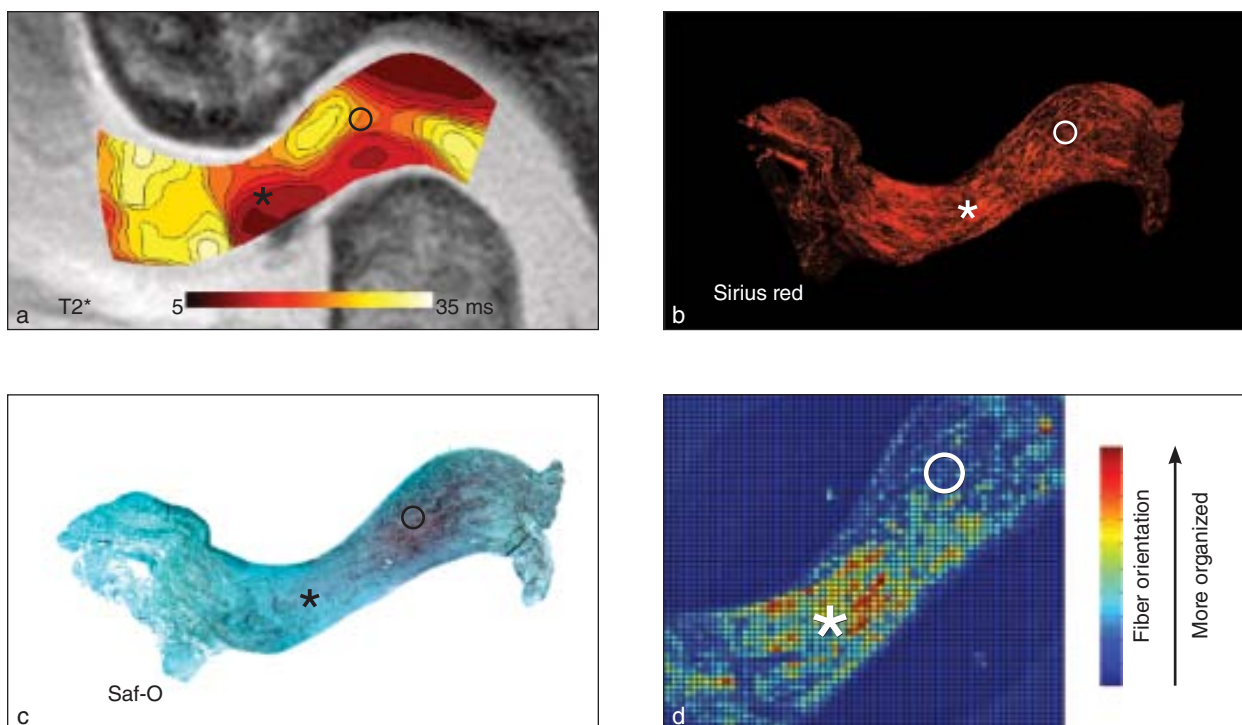 a
T2*
5
35 ms
Sirius red
b
Saf-O
c
d
Fiber orientation
More organized